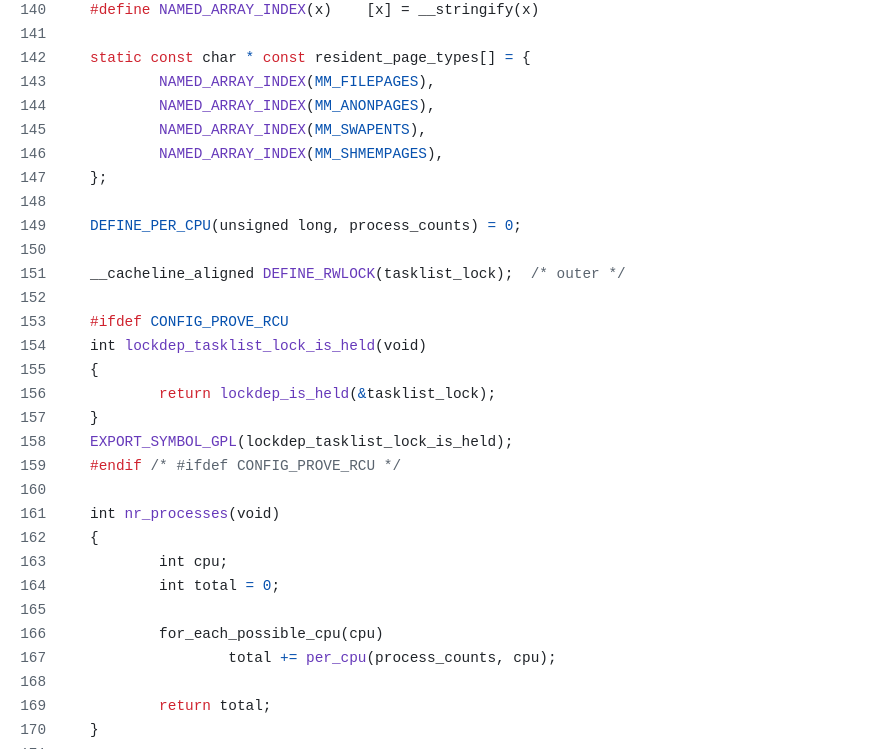 140 #define NAMED_ARRAY_INDEX(x)    [x] = __stringify(x)
141
142 static const char * const resident_page_types[] = {
143         NAMED_ARRAY_INDEX(MM_FILEPAGES),
144         NAMED_ARRAY_INDEX(MM_ANONPAGES),
145         NAMED_ARRAY_INDEX(MM_SWAPENTS),
146         NAMED_ARRAY_INDEX(MM_SHMEMPAGES),
147 };
148
149 DEFINE_PER_CPU(unsigned long, process_counts) = 0;
150
151 __cacheline_aligned DEFINE_RWLOCK(tasklist_lock);  /* outer */
152
153 #ifdef CONFIG_PROVE_RCU
154 int lockdep_tasklist_lock_is_held(void)
155 {
156         return lockdep_is_held(&tasklist_lock);
157 }
158 EXPORT_SYMBOL_GPL(lockdep_tasklist_lock_is_held);
159 #endif /* #ifdef CONFIG_PROVE_RCU */
160
161 int nr_processes(void)
162 {
163         int cpu;
164         int total = 0;
165
166         for_each_possible_cpu(cpu)
167                 total += per_cpu(process_counts, cpu);
168
169         return total;
170 }